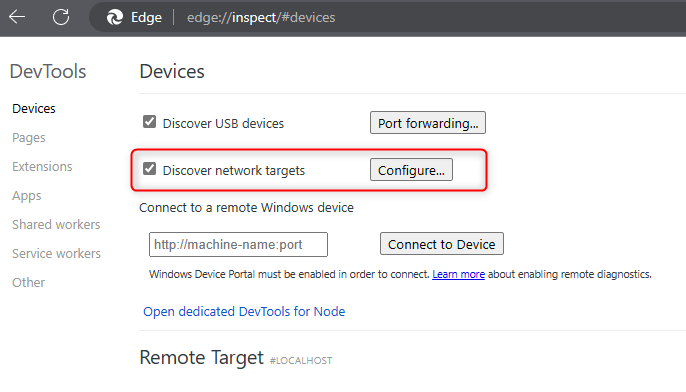 Edge edge://inspect/#devices
DevTools
Devices
Pages
Extensions
Apps
Shared workers
Service workers
Other
Devices
Discover USB devices Port forwarding...
Discover network targets Configure...
Connect to a remote Windows device
http://machine-name:port Connect to Device
Windows Device Portal must be enabled in order to connect. Learn more about enabling remote diagnostics.
Open dedicated DevTools for Node
Remote Target #LOCALHOST